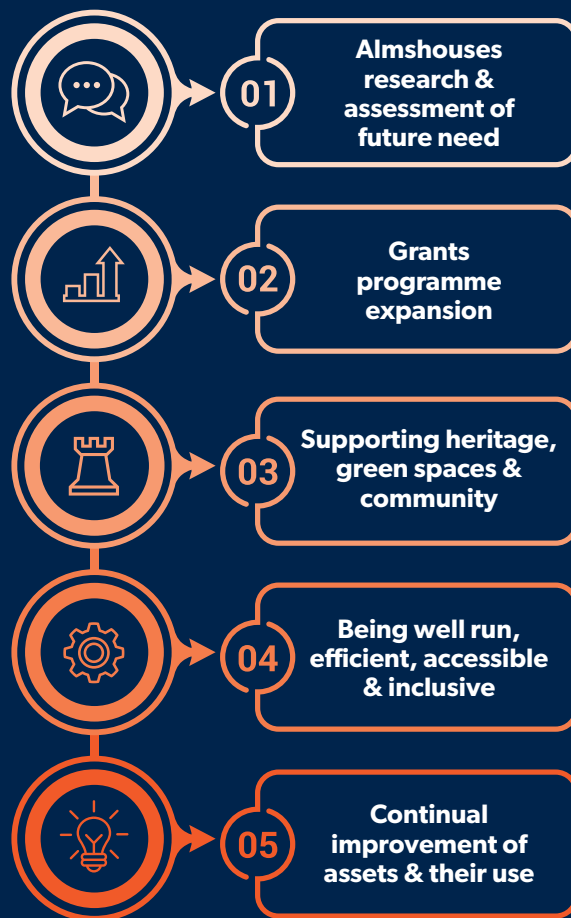 01
Almshouses
research &
assessment of
future need
02
Grants
programme
expansion
03
Supporting heritage,
green spaces &
community
04
Being well run,
efficient, accessible
& inclusive
05
Continual
improvement of
assets & their use